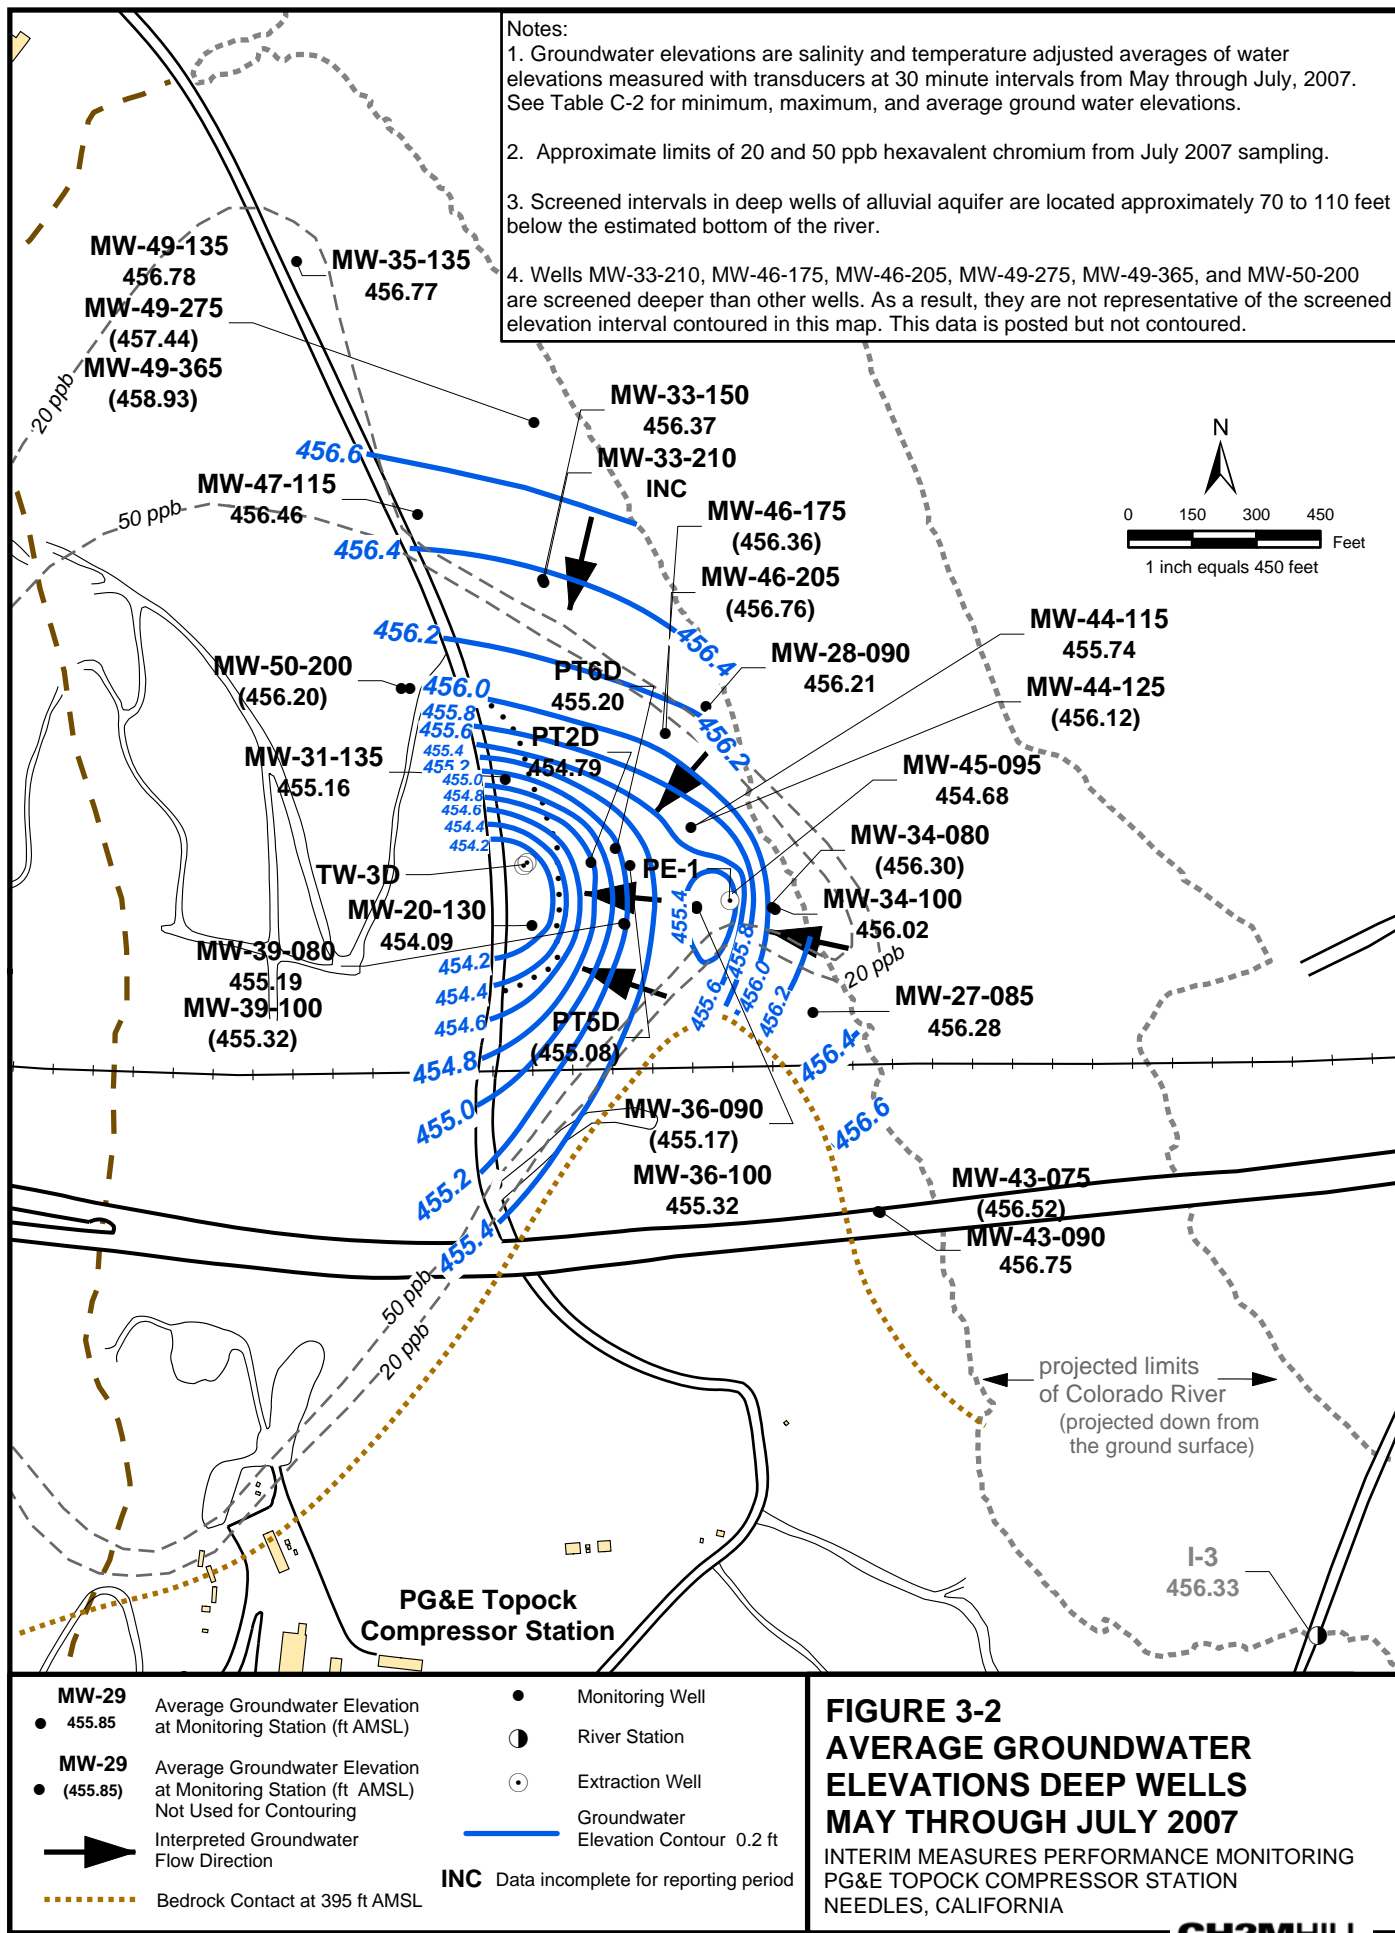 Notes:
1. Groundwater elevations are salinity and temperature adjusted averages of water
elevations measured with transducers at 30 minute intervals from May through July, 2007.
See Table C-2 for minimum, maximum, and average ground water elevations.
2. Approximate limits of 20 and 50 ppb hexavalent chromium from July 2007 sampling.
3. Screened intervals in deep wells of alluvial aquifer are located approximately 70 to 110 feet
below the estimated bottom of the river.
4. Wells MW-33-210, MW-46-175, MW-46-205, MW-49-275, MW-49-365, and MW-50-200
are screened deeper than other wells. As a result, they are not representative of the screened
elevation interval contoured in this map. This data is posted but not contoured.
MW-49-135
456.78
MW-49-275
(457.44)
MW-49-365
(458.93)
MW-35-135
456.77
20 ppb
MW-33-150
456.37
MW-33-210
INC
456.6
MW-47-115
456.46
50 ppb
456.4
MW-46-175
(456.36)
MW-46-205
(456.76)
N
0 150 300 450
Feet
1 inch equals 450 feet
456.2
456.4
MW-44-115
455.74
MW-44-125
(456.12)
MW-28-090
456.21
MW-50-200
(456.20)
456.0
455.8
455.6
455.4
455.2
455.0
454.8
454.6
454.4
454.2
PT6D
455.20
PT2D
454.79
456.2
MW-31-135
455.16
MW-45-095
454.68
MW-34-080
(456.30)
TW-3D
PE-1
MW-34-100
456.02
MW-20-130
454.09
455.4
MW-39-080
455.19
MW-39-100
(455.32)
454.2
454.4
454.6
454.8
455.0
455.2
455.4
455.6
455.8
456.0
456.2
20 ppb
MW-27-085
456.28
PT5D
(455.08)
456.4
456.6
MW-36-090
(455.17)
MW-36-100
455.32
MW-43-075
(456.52)
MW-43-090
456.75
50 ppb
20 ppb
projected limits
of Colorado River
(projected down from
the ground surface)
I-3
456.33
PG&E Topock
Compressor Station
MW-29
455.85
Average Groundwater Elevation
at Monitoring Station (ft AMSL)
MW-29
(455.85)
Average Groundwater Elevation
at Monitoring Station (ft AMSL)
Not Used for Contouring
Interpreted Groundwater
Flow Direction
Bedrock Contact at 395 ft AMSL
Monitoring Well
River Station
Extraction Well
Groundwater
Elevation Contour 0.2 ft
INC Data incomplete for reporting period
FIGURE 3-2
AVERAGE GROUNDWATER
ELEVATIONS DEEP WELLS
MAY THROUGH JULY 2007
INTERIM MEASURES PERFORMANCE MONITORING
PG&E TOPOCK COMPRESSOR STATION
NEEDLES, CALIFORNIA
CH2MHILL